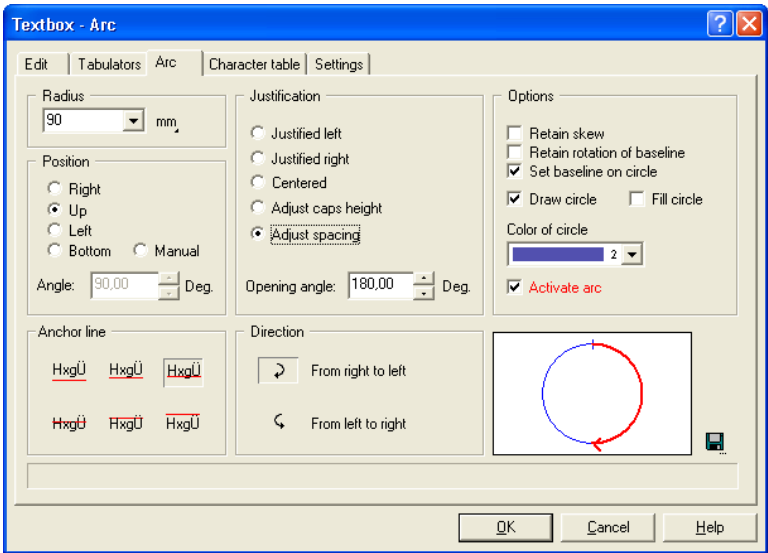 Textbox - Arc
Edit
Tabulators
Arc
Character table
Settings
Radius
90
mm
Position
Right
Up
Left
Bottom
Manual
Angle:
90,00
Deg.
Justification
Justified left
Justified right
Centered
Adjust caps height
Adjust spacing
Opening angle:
180,00
Deg.
Options
Retain skew
Retain rotation of baseline
Set baseline on circle
Draw circle
Fill circle
Color of circle
2
Activate arc
Anchor line
HxgÜ HxgÜ HxgÜ
HxgÜ HxgÜ HxgÜ
Direction
From right to left
From left to right
OK
Cancel
Help